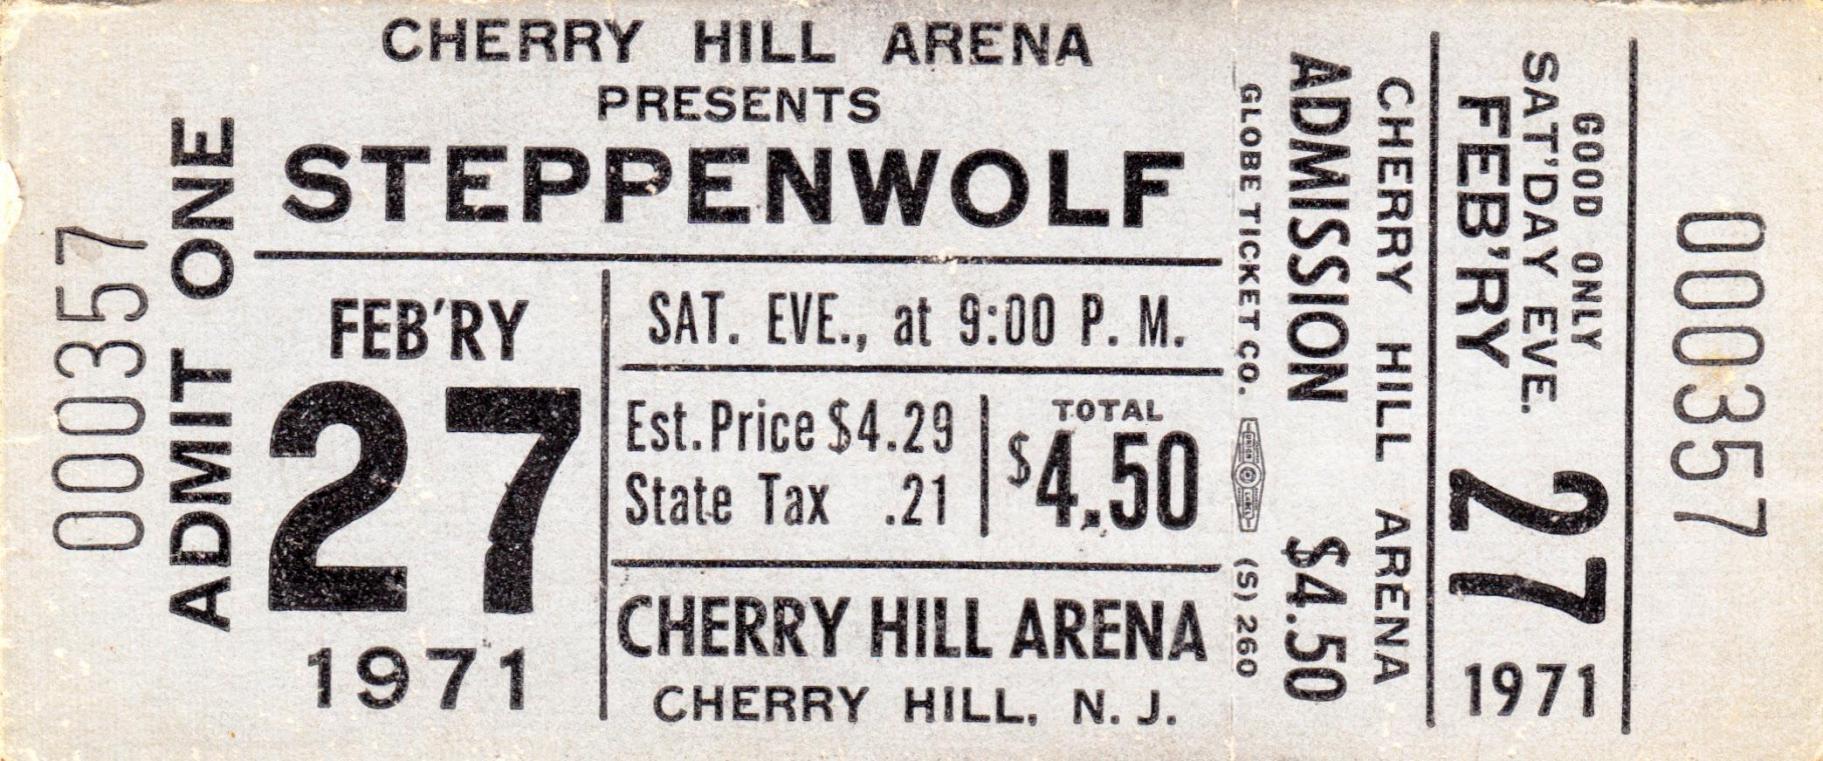 000357
ADMIT ONE
CHERRY HILL ARENA
PRESENTS
STEPPENWOLF
FEB'RY
27
1971
SAT. EVE., at 9:00 P. M.
Est. Price $4.29
State Tax .21
TOTAL
$4.50
CHERRY HILL ARENA
CHERRY HILL, N. J.
GLOBE TICKET CO. (S) 260
ADMISSION $4.50
CHERRY HILL ARENA
GOOD ONLY
SAT'DAY EVE.
FEB'RY
27
1971
000357